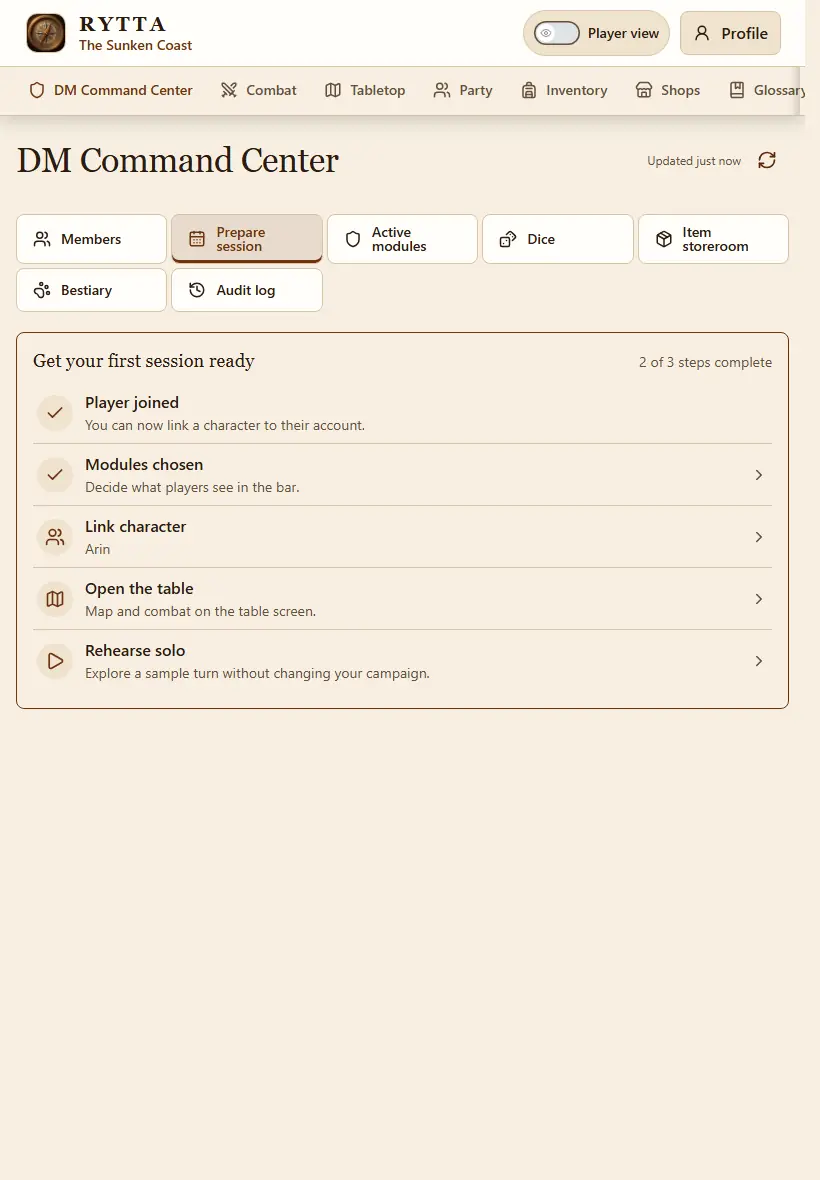 RYTTA
The Sunken Coast
Player view
Profile
DM Command Center
Combat
Tabletop
Party
Inventory
Shops
Glossary
DM Command Center
Updated just now
Members
Prepare
session
Active
modules
Dice
Item
storeroom
Bestiary
Audit log
Get your first session ready
2 of 3 steps complete
Player joined
You can now link a character to their account.
Modules chosen
Decide what players see in the bar.
Link character
Arin
Open the table
Map and combat on the table screen.
Rehearse solo
Explore a sample turn without changing your campaign.